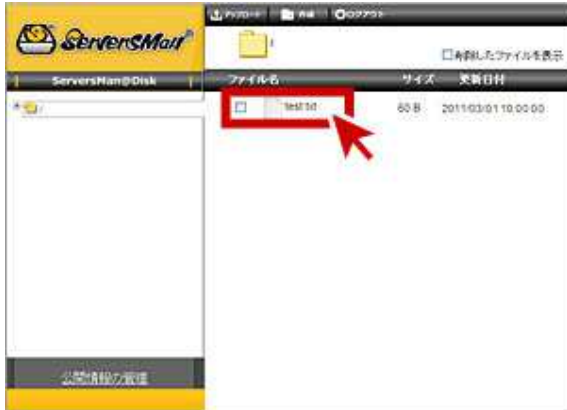 アップロード 作成 ログアウト
ServersMan®
/
□削除したファイルを表示
ServersMan@Disk
ファイル名 サイズ 更新日付
/
test.txt 60 B 2011/03/01 10:00:00
公開情報の管理